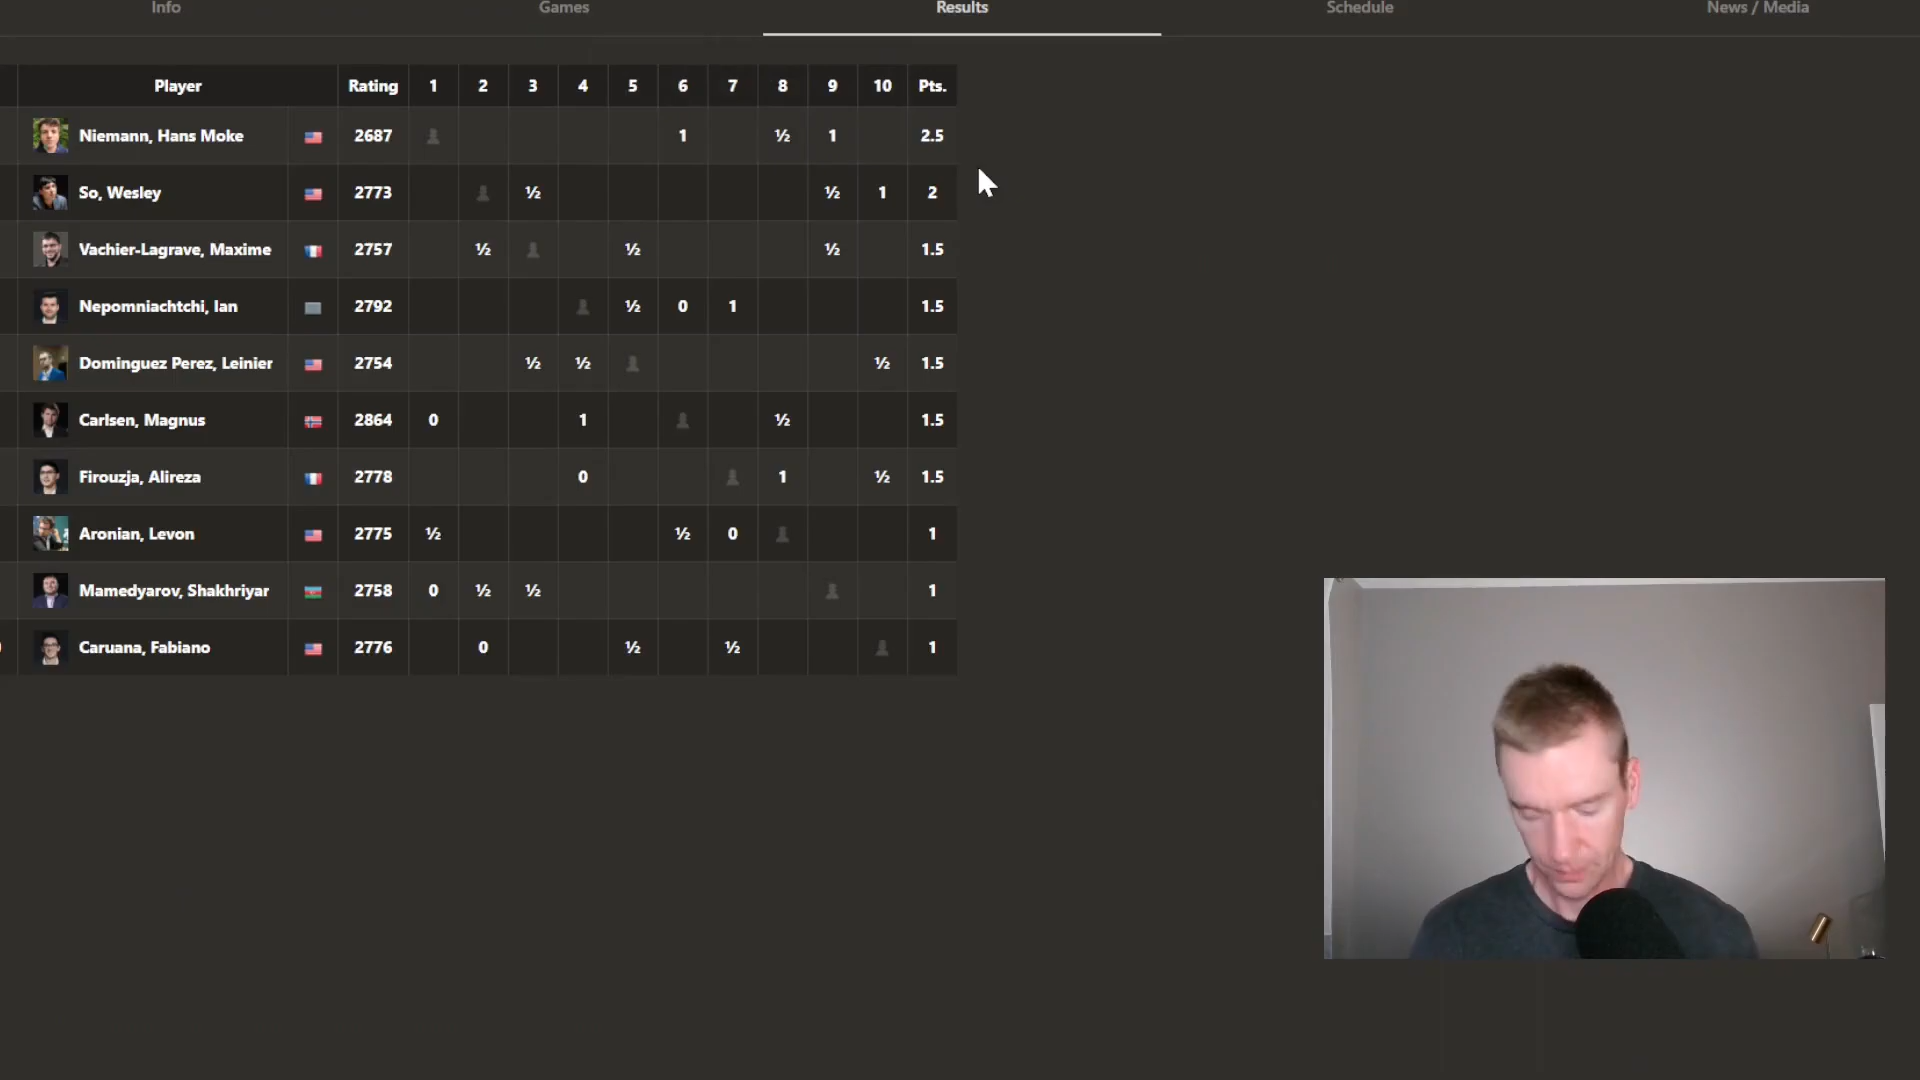 Info Games Results Schedule News / Media
Player Rating 1 2 3 4 5 6 7 8 9 10 Pts.
Niemann, Hans Moke 2687 1 ½ 1 2.5
So, Wesley 2773 ½ ½ 1 2
Vachier-Lagrave, Maxime 2757 ½ ½ ½ 1.5
Nepomniachtchi, Ian 2792 ½ 0 1 1.5
Dominguez Perez, Leinier 2754 ½ ½ ½ 1.5
Carlsen, Magnus 2864 0 1 ½ 1.5
Firouzja, Alireza 2778 0 1 ½ 1.5
Aronian, Levon 2775 ½ ½ 0 1
Mamedyarov, Shakhriyar 2758 0 ½ ½ 1
Caruana, Fabiano 2776 0 ½ ½ 1